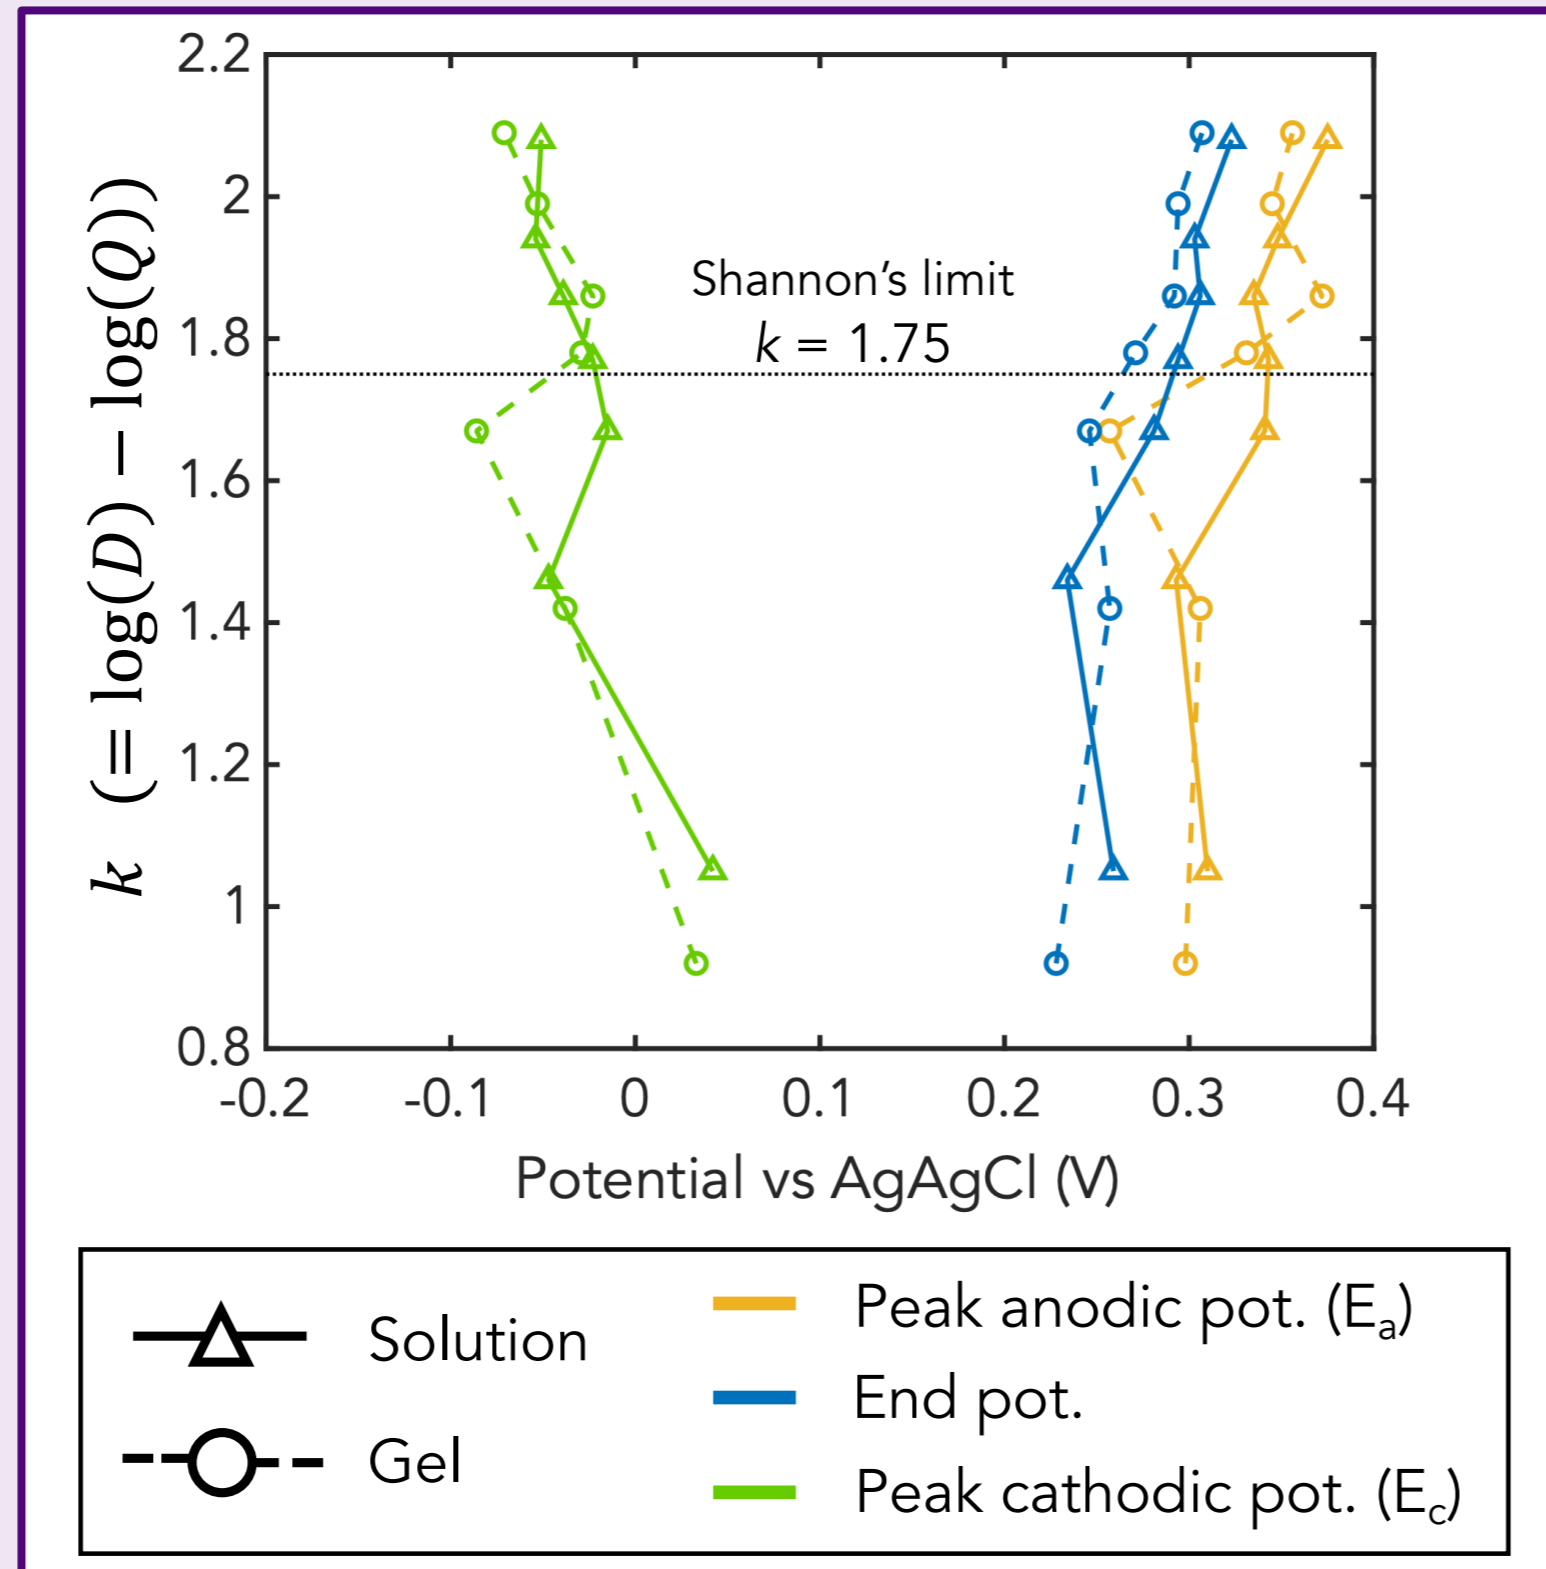 2.2
2
1.8
1.6
1.4
1.2
1
0.8
k (= log(D) − log(Q))
Shannon's limit
k = 1.75
-0.2 -0.1 0 0.1 0.2 0.3 0.4
Potential vs AgAgCl (V)
Solution
Gel
Peak anodic pot. (Eₐ)
End pot.
Peak cathodic pot. (E_c)